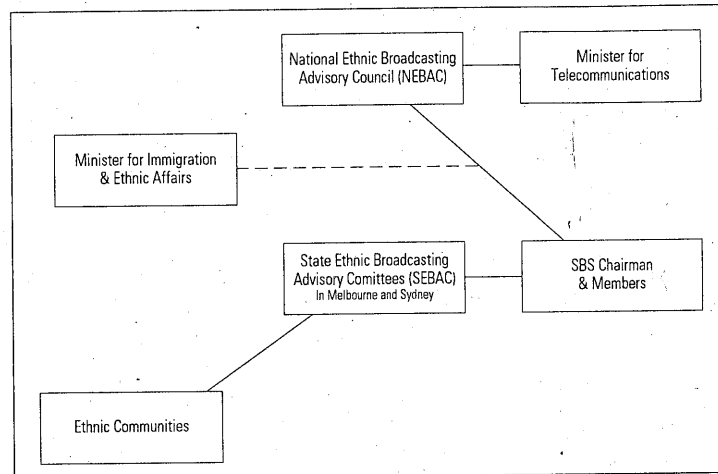 National Ethnic Broadcasting
Advisory Council (NEBAC)
Minister for
Telecommunications
Minister for Immigration
& Ethnic Affairs
State Ethnic Broadcasting
Advisory Comittees (SEBAC)
In Melbourne and Sydney
SBS Chairman
& Members
Ethnic Communities